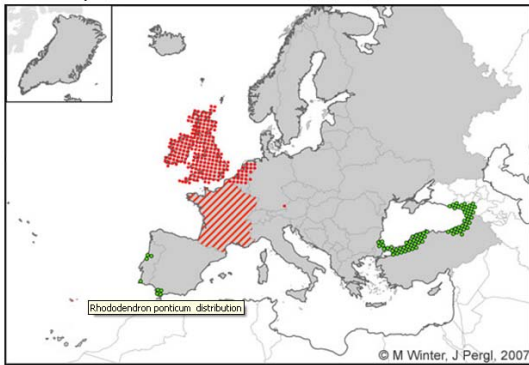 Rhododendron ponticum distribution
© M Winter, J Pergl, 2007